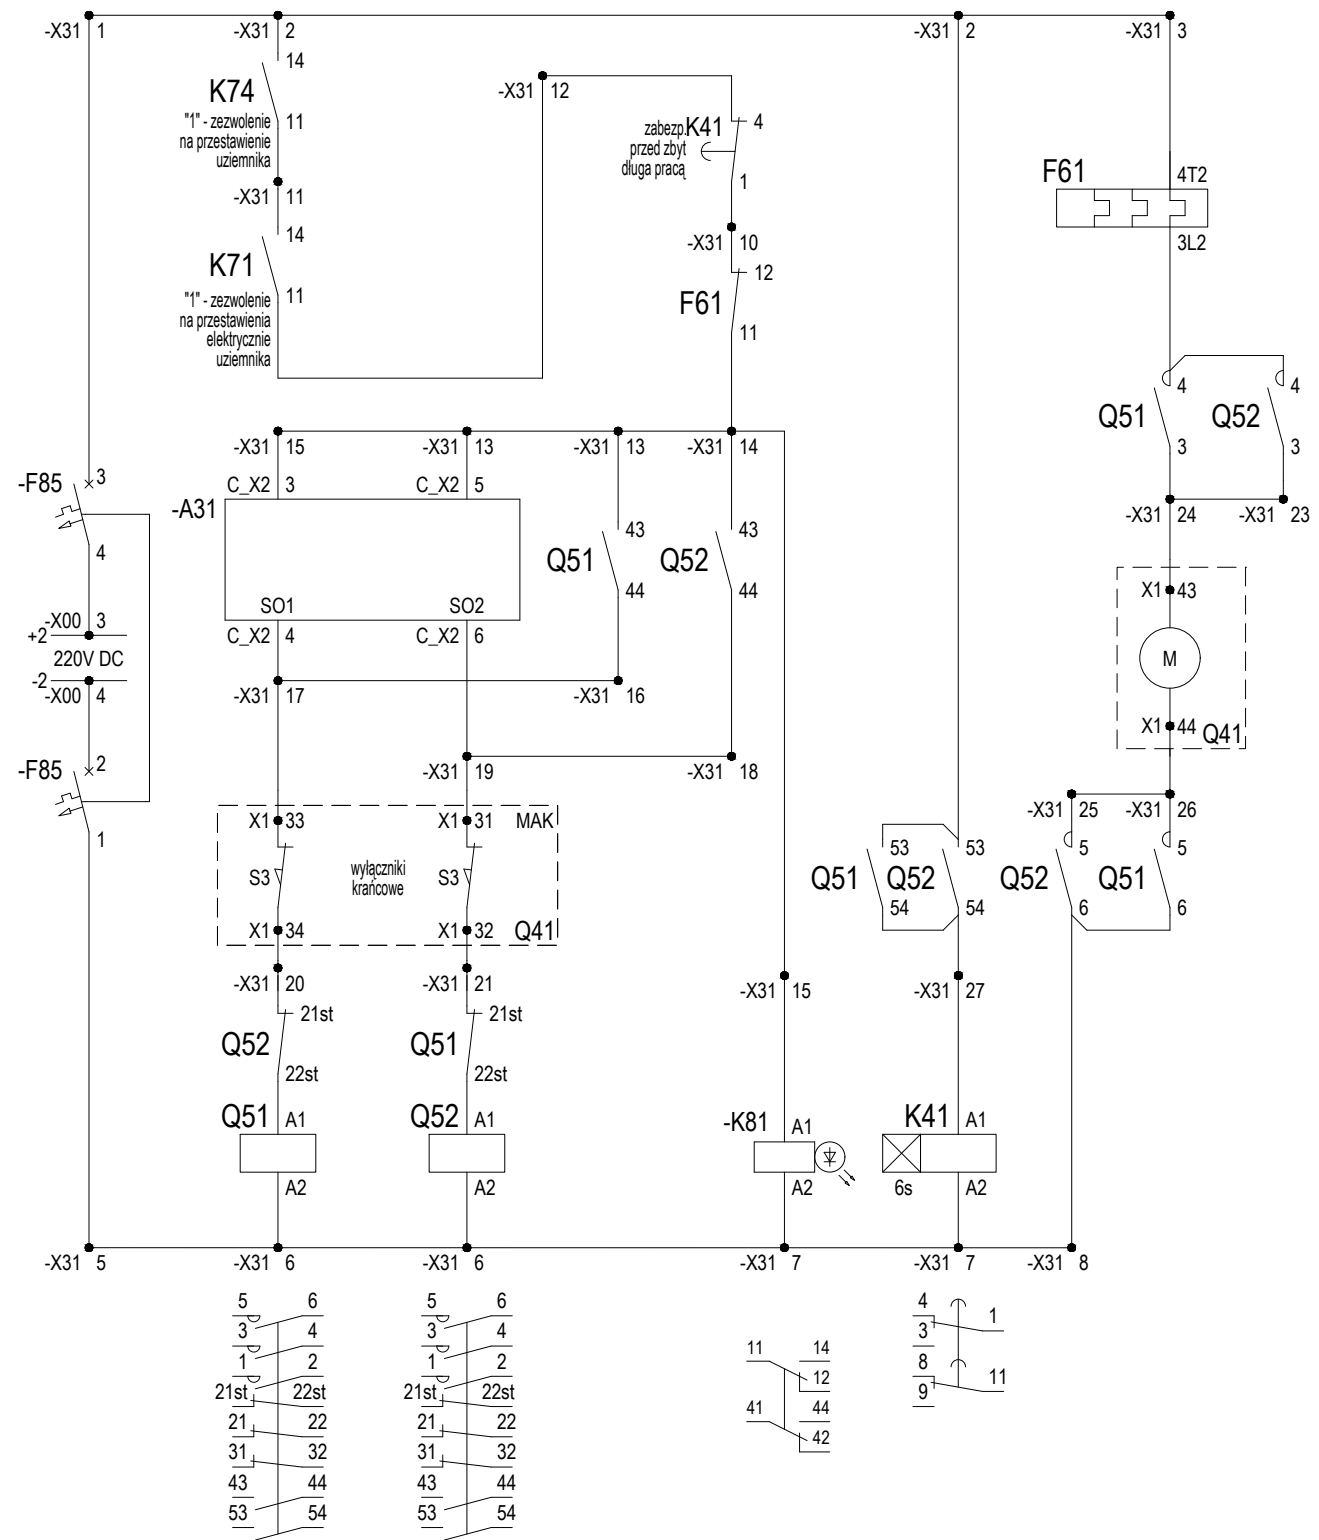 -X31 1
-X31 2
-X31 2
-X31 3
14
K74
"1" - zezwolenie
na przestawienie
uziemnika
11
-X31 11
14
K71
"1" - zezwolenie
na przestawienia
elektrycznie
uziemnika
11
-X31 12
zabezp.
przed zbyt
długa pracą
K41
4
1
-X31 10
12
F61
11
F61
4T2
3L2
Q51
4
3
Q52
4
3
-X31 24
-X31 23
-X31 15
-X31 13
-X31 13
-X31 14
-F85
3
4
-A31
C_X2 3
C_X2 5
SO1
SO2
C_X2 4
C_X2 6
Q51
43
44
Q52
43
44
-X00 3
+2
220V DC
-2
-X00 4
-F85
2
1
-X31 17
-X31 16
-X31 19
-X31 18
X1 43
M
X1 44
Q41
X1 33
X1 31
MAK
S3
wyłączniki
krańcowe
S3
X1 34
X1 32
Q41
-X31 25
-X31 26
Q51
53
54
Q52
53
54
Q52
5
6
Q51
5
6
-X31 20
-X31 21
-X31 15
-X31 27
Q52
21st
22st
Q51
21st
22st
Q51
A1
A2
Q52
A1
A2
-K81
A1
A2
K41
A1
6s
A2
-X31 5
-X31 6
-X31 6
-X31 7
-X31 7
-X31 8
5 6
3 4
1 2
21st 22st
21 22
31 32
43 44
53 54
5 6
3 4
1 2
21st 22st
21 22
31 32
43 44
53 54
11 14
12
41 44
42
4
1
3
8
11
9